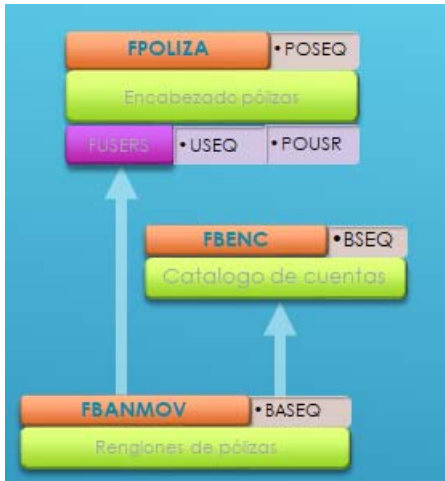 FPOLIZA • POSEQ
Encabezado pólizas
FUSERS • USEQ • POUSR
FBENC • BSEQ
Catalogo de cuentas
FBANMOV • BASEQ
Renglones de pólizas